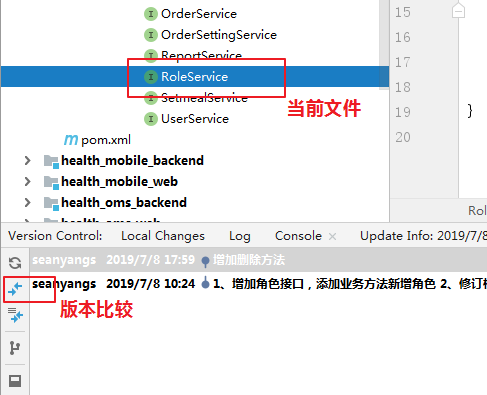 OrderService
OrderSettingService
ReportService
RoleService
SetmealService
UserService
pom.xml
health_mobile_backend
health_mobile_web
health_oms_backend
15
16
17
18
19
20
}
当前文件
Rol
Version Control:
Local Changes
Log
Console ×
Update Info: 2019/7/8
seanyangs 2019/7/8 17:59 增加删除方法
seanyangs 2019/7/8 10:24 1、增加角色接口，添加业务方法新增角色 2、修订
版本比较